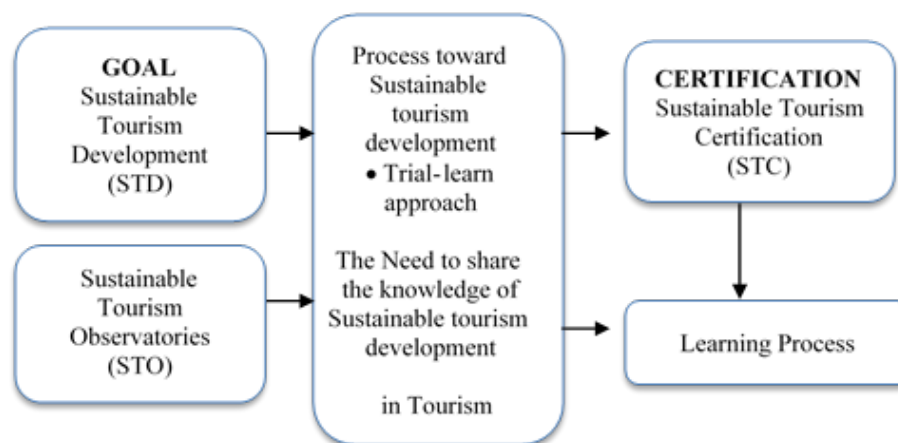 GOAL
Sustainable
Tourism
Development
(STD)
Sustainable
Tourism
Observatories
(STO)
Process toward
Sustainable
tourism
development
• Trial-learn
approach
The Need to share
the knowledge of
Sustainable tourism
development
in Tourism
CERTIFICATION
Sustainable Tourism
Certification
(STC)
Learning Process